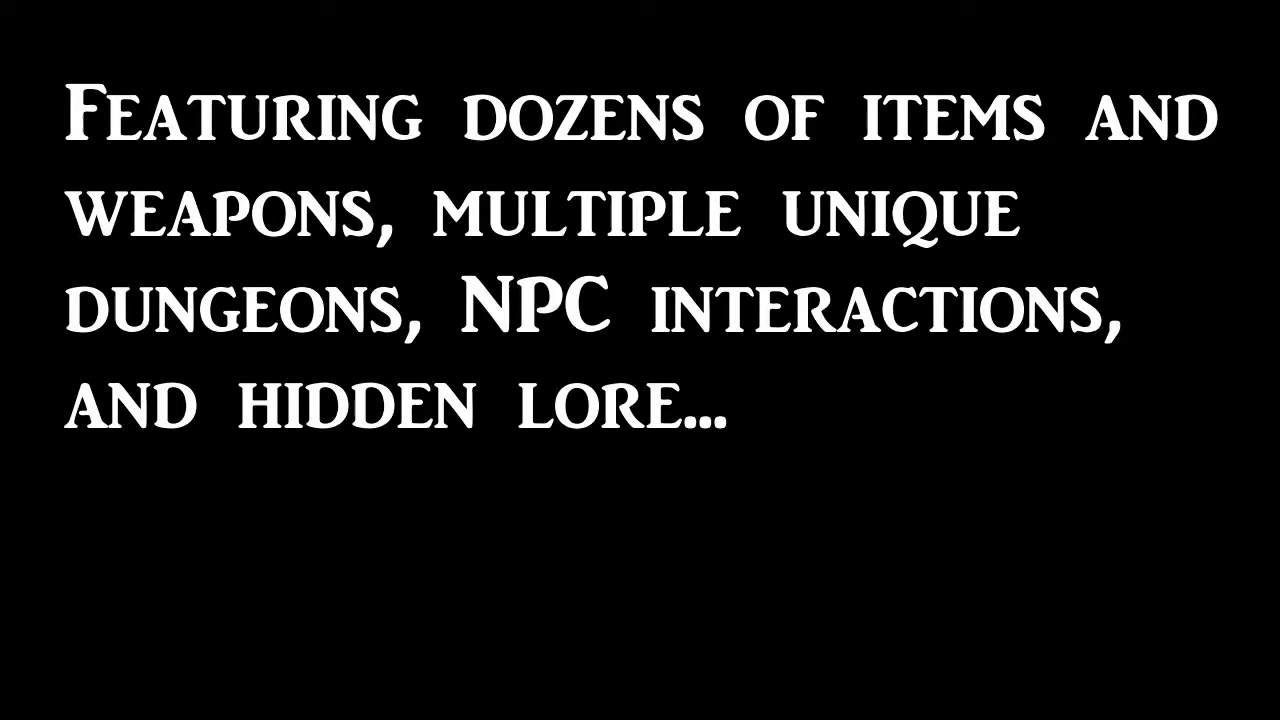 Featuring dozens of items and
weapons, multiple unique
dungeons, NPC interactions,
and hidden lore...